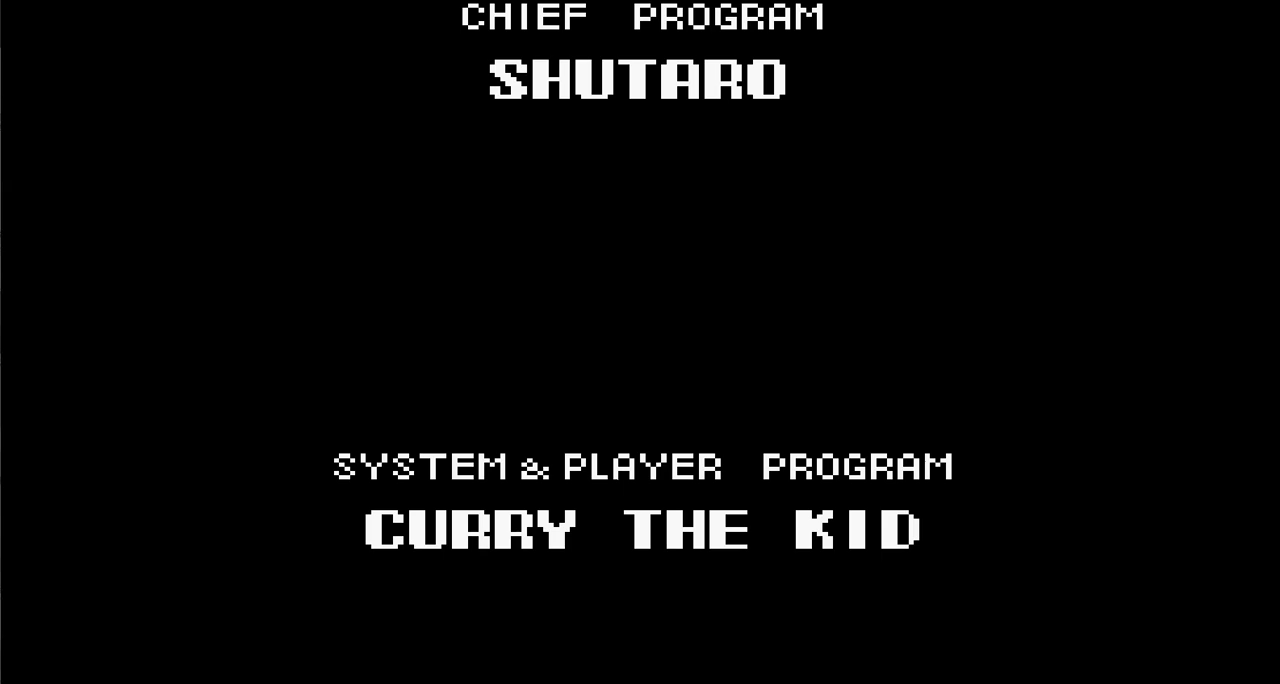 CHIEF PROGRAM
SHUTARO
SYSTEM & PLAYER PROGRAM
CURRY THE KID